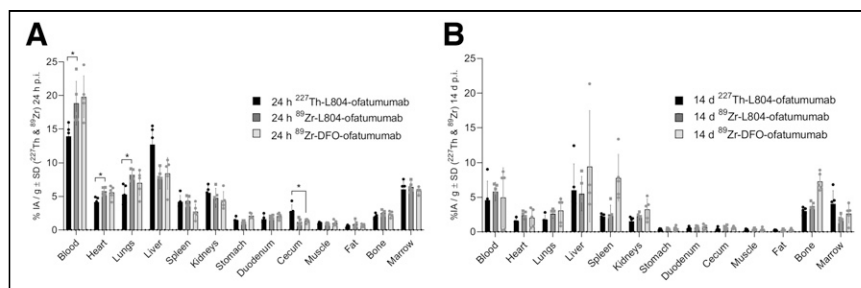 A
% IA / g ± SD (227Th & 89Zr) 24 h p.i.
25
20
15
10
5
0
*
*
*
*
24 h 227Th-L804-ofatumumab
24 h 89Zr-L804-ofatumumab
24 h 89Zr-DFO-ofatumumab
Blood
Heart
Lungs
Liver
Spleen
Kidneys
Stomach
Duodenum
Cecum
Muscle
Fat
Bone
Marrow
B
%IA / g ± SD (227Th & 89Zr) 14 d p.i.
25
20
15
10
5
0
14 d 227Th-L804-ofatumumab
14 d 89Zr-L804-ofatumumab
14 d 89Zr-DFO-ofatumumab
Blood
Heart
Lungs
Liver
Spleen
Kidneys
Stomach
Duodenum
Cecum
Muscle
Fat
Bone
Marrow